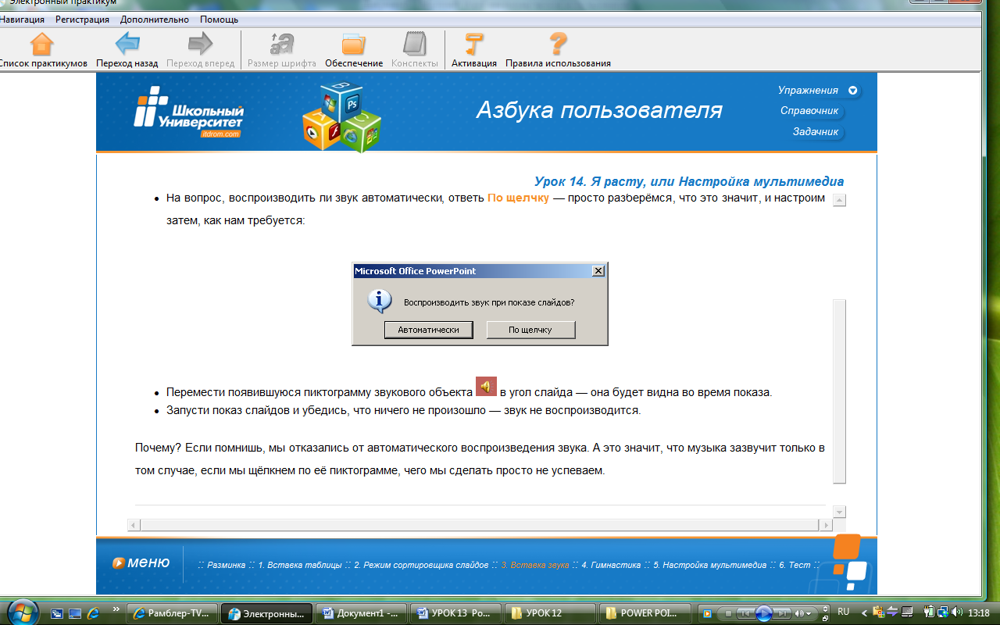 Электронный практикум
Навигация Регистрация Дополнительно Помощь
Список практикумов Переход назад Переход вперед Размер шрифта Обеспечение Конспекты Активация Правила использования
Школьный
Университет
itdrom.com
Азбука пользователя
Упражнения
Справочник
Задачник
Урок 14. Я расту, или Настройка мультимедиа
• На вопрос, воспроизводить ли звук автоматически, ответь По щелчку — просто разберёмся, что это значит, и настроим
затем, как нам требуется:
Microsoft Office PowerPoint
Воспроизводить звук при показе слайдов?
Автоматически По щелчку
• Перемести появившуюся пиктограмму звукового объекта в угол слайда — она будет видна во время показа.
• Запусти показ слайдов и убедись, что ничего не произошло — звук не воспроизводится.
Почему? Если помнишь, мы отказались от автоматического воспроизведения звука. А это значит, что музыка зазвучит только в
том случае, если мы щёлкнем по её пиктограмме, чего мы сделать просто не успеваем.
меню :: Разминка :: 1. Вставка таблицы :: 2. Режим сортировщика слайдов :: 3. Вставка звука :: 4. Гимнастика :: 5. Настройка мультимедиа :: 6. Тест ::
» Рамблер-TV... Электронны... Документ1 -... УРОК 13 Po... УРОК 12 POWER POI... RU 13:18